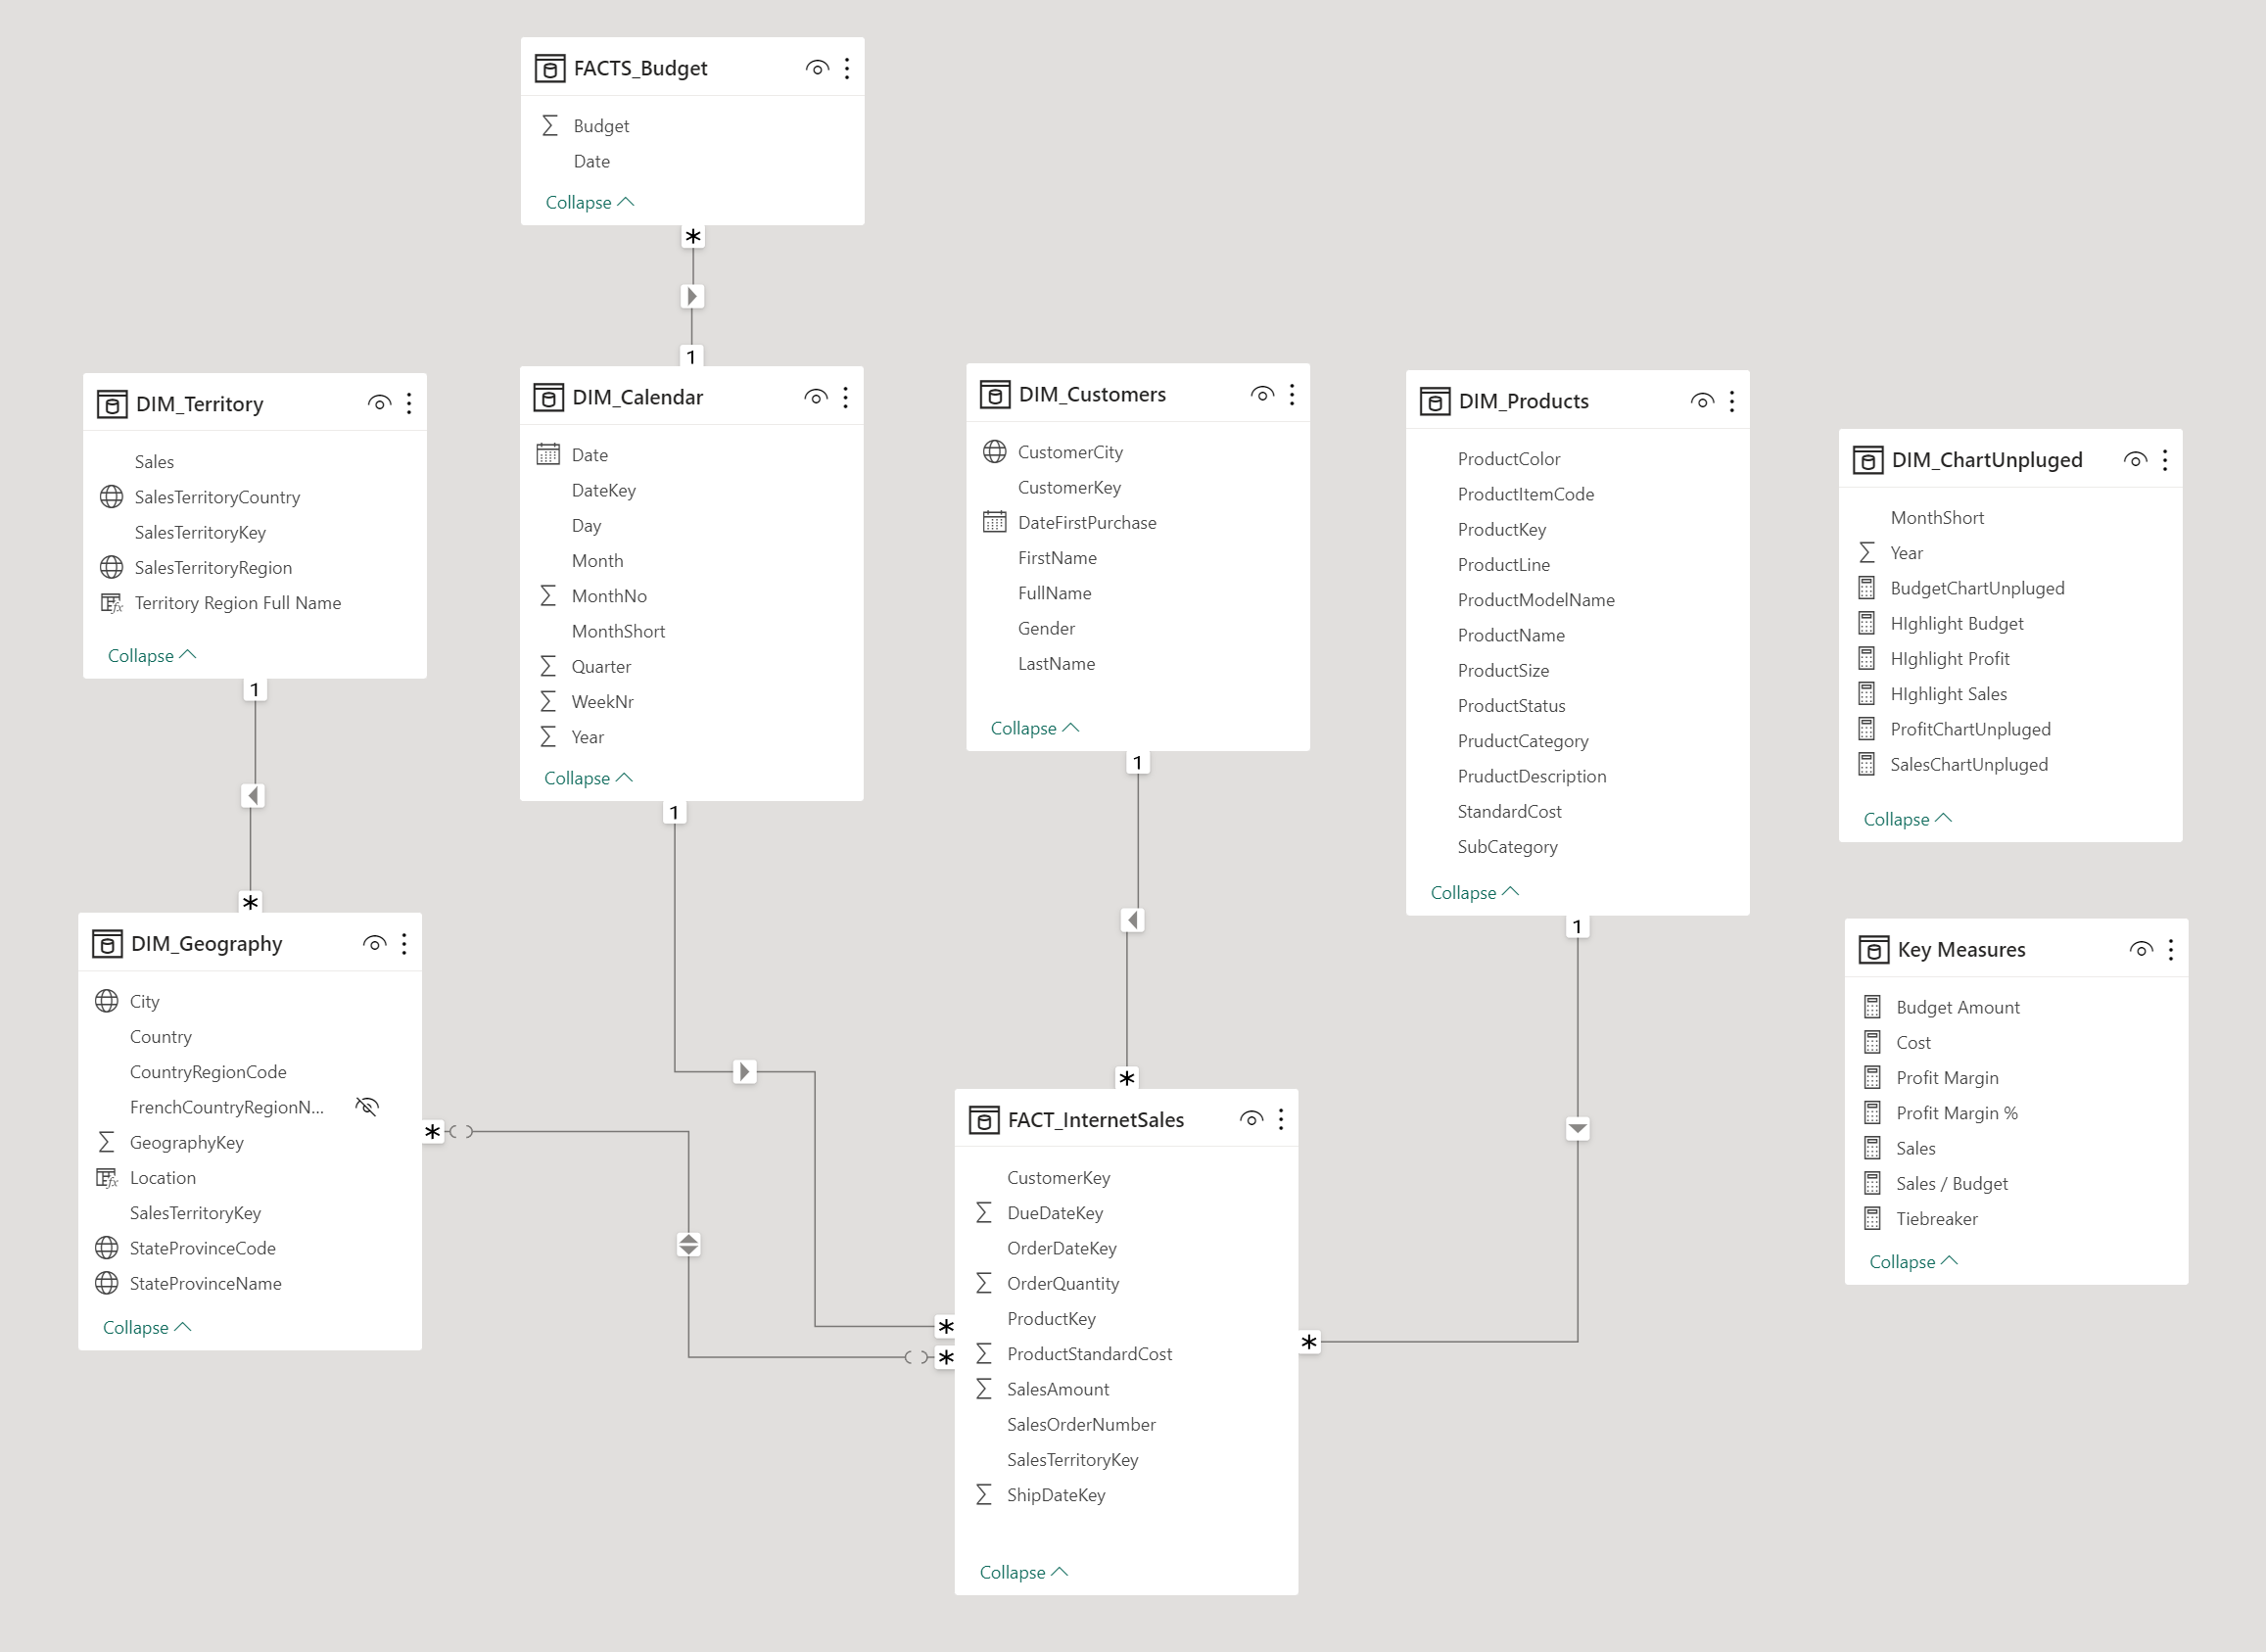 FACTS_Budget
Budget
Date
Collapse
*
1
DIM_Territory
Sales
SalesTerritoryCountry
SalesTerritoryKey
SalesTerritoryRegion
Territory Region Full Name
Collapse
1
*
DIM_Calendar
Date
DateKey
Day
Month
MonthNo
MonthShort
Quarter
WeekNr
Year
Collapse
1
DIM_Customers
CustomerCity
CustomerKey
DateFirstPurchase
FirstName
FullName
Gender
LastName
Collapse
1
*
DIM_Products
ProductColor
ProductItemCode
ProductKey
ProductLine
ProductModelName
ProductName
ProductSize
ProductStatus
PruductCategory
PruductDescription
StandardCost
SubCategory
Collapse
1
DIM_ChartUnpluged
MonthShort
Year
BudgetChartUnpluged
HIghlight Budget
HIghlight Profit
HIghlight Sales
ProfitChartUnpluged
SalesChartUnpluged
Collapse
DIM_Geography
City
Country
CountryRegionCode
FrenchCountryRegionN...
GeographyKey
Location
SalesTerritoryKey
StateProvinceCode
StateProvinceName
Collapse
*
*
*
FACT_InternetSales
CustomerKey
DueDateKey
OrderDateKey
OrderQuantity
ProductKey
ProductStandardCost
SalesAmount
SalesOrderNumber
SalesTerritoryKey
ShipDateKey
Collapse
*
Key Measures
Budget Amount
Cost
Profit Margin
Profit Margin %
Sales
Sales / Budget
Tiebreaker
Collapse